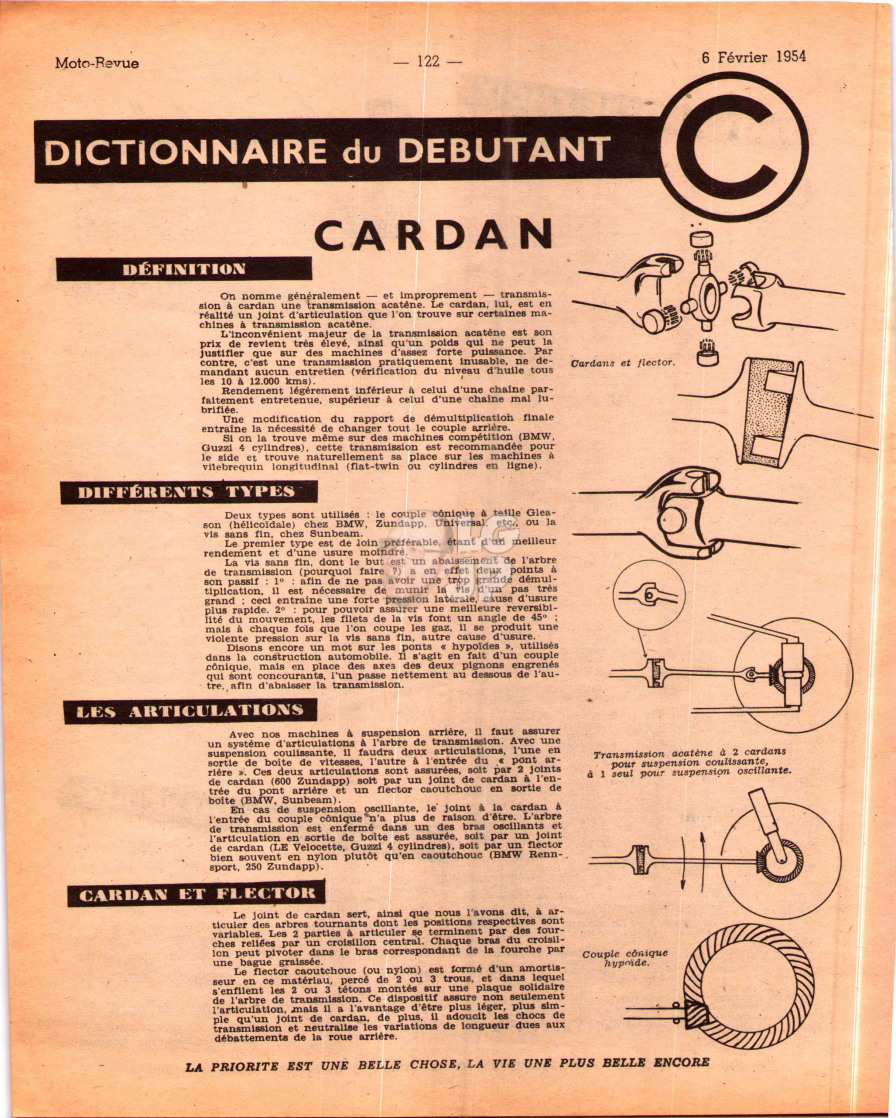 Moto-Revue
— 122 —
6 Février 1954
DICTIONNAIRE du DEBUTANT
C
CARDAN
DÉFINITION
On nomme généralement — et improprement — transmis-
sion à cardan une transmission acatène. Le cardan, lui, est en
réalité un joint d'articulation que l'on trouve sur certaines ma-
chines à transmission acatène.
L'inconvénient majeur de la transmission acatène est son
prix de revient très élevé, ainsi qu'un poids qui ne peut la
justifier que sur des machines d'assez forte puissance. Par
contre, c'est une transmission pratiquement inusable, ne de-
mandant aucun entretien (vérification du niveau d'huile tous
les 10 à 12.000 kms).
Rendement légérement inférieur à celui d'une chaîne par-
faitement entretenue, supérieur à celui d'une chaîne mal lu-
brifiée.
Une modification du rapport de démultiplication finale
entraîne la nécessité de changer tout le couple arrière.
Si on la trouve même sur des machines compétition (BMW,
Guzzi 4 cylindres), cette transmission est recommandée pour
le side et trouve naturellement sa place sur les machines à
vilebrequin longitudinal (flat-twin ou cylindres en ligne).
Cardans et flector.
DIFFÉRENTS TYPES
Deux types sont utilisés : le couple cônique à taille Glea-
son (hélicoïdale) chez BMW, Zundapp, Universal, etc., ou la
vis sans fin, chez Sunbeam.
Le premier type est de loin préférable, étant d'un meilleur
rendement et d'une usure moindre.
La vis sans fin, dont le but est un abaissement de l'arbre
de transmission (pourquoi faire ?) a en effet deux points à
son passif : 1° : afin de ne pas avoir une trop grande démul-
tiplication, il est nécessaire de munir la vis d'un pas très
grand ; ceci entraîne une forte pression latérale, cause d'usure
plus rapide. 2° : pour pouvoir assurer une meilleure reversibi-
lité du mouvement, les filets de la vis font un angle de 45° ;
mais à chaque fois que l'on coupe les gaz, il se produit une
violente pression sur la vis sans fin, autre cause d'usure.
Disons encore un mot sur les ponts « hypoïdes », utilisés
dans la construction automobile. Il s'agit en fait d'un couple
cônique, mais en place des axes des deux pignons engrenés
qui sont concourants, l'un passe nettement au dessous de l'au-
tre, afin d'abaisser la transmission.
LES ARTICULATIONS
Avec nos machines à suspension arrière, il faut assurer
un système d'articulations à l'arbre de transmission. Avec une
suspension coulissante, il faudra deux articulations, l'une en
sortie de boite de vitesses, l'autre à l'entrée du « pont ar-
rière ». Ces deux articulations sont assurées, soit par 2 joints
de cardan (600 Zundapp) soit par un joint de cardan à l'en-
trée du pont arrière et un flector caoutchouc en sortie de
boîte (BMW, Sunbeam).
En cas de suspension oscillante, le joint à la cardan à
l'entrée du couple cônique n'a plus de raison d'être. L'arbre
de transmission est enfermé dans un des bras oscillants et
l'articulation en sortie de boîte est assurée, soit par un joint
de cardan (LE Velocette, Guzzi 4 cylindres), soit par un flector
bien souvent en nylon plutôt qu'en caoutchouc (BMW Renn-
sport, 250 Zundapp).
Transmission acatène à 2 cardans
pour suspension coulissante,
à 1 seul pour suspension oscillante.
CARDAN ET FLECTOR
Le joint de cardan sert, ainsi que nous l'avons dit, à ar-
ticuler des arbres tournants dont les positions respectives sont
variables. Les 2 parties à articuler se terminent par des four-
ches reliées par un croisillon central. Chaque bras du croisil-
lon peut pivoter dans le bras correspondant de la fourche par
une bague graissée.
Le flector caoutchouc (ou nylon) est formé d'un amortis-
seur en ce matériau, percé de 2 ou 3 trous, et dans lequel
s'enfilent les 2 ou 3 tétons montés sur une plaque solidaire
de l'arbre de transmission. Ce dispositif assure non seulement
l'articulation, mais il a l'avantage d'être plus léger, plus sim-
ple qu'un joint de cardan, de plus, il adoucit les chocs de
transmission et neutralise les variations de longueur dues aux
débattements de la roue arrière.
Couple cônique
hypoïde.
LA PRIORITE EST UNE BELLE CHOSE, LA VIE UNE PLUS BELLE ENCORE